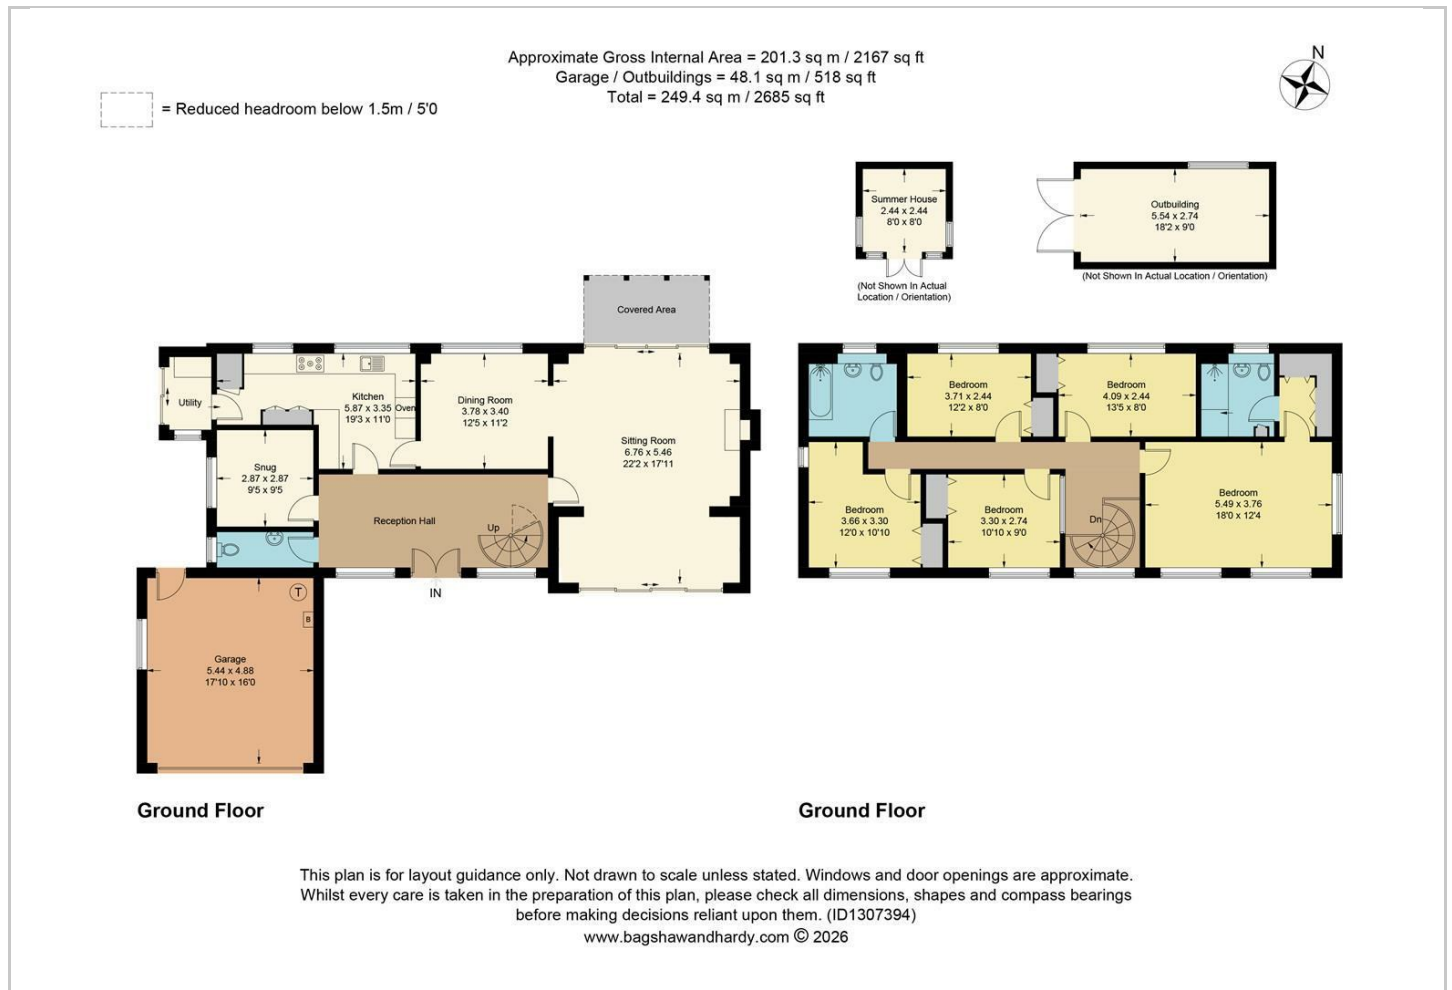 Approximate Gross Internal Area = 201.3 sq m / 2167 sq ft
Garage / Outbuildings = 48.1 sq m / 518 sq ft
Total = 249.4 sq m / 2685 sq ft
N
= Reduced headroom below 1.5m / 5'0
Summer House
2.44 x 2.44
8'0 x 8'0
(Not Shown In Actual
Location / Orientation)
Outbuilding
5.54 x 2.74
18'2 x 9'0
(Not Shown In Actual Location / Orientation)
Covered Area
Utility
Kitchen
5.87 x 3.35
19'3 x 11'0
Oven
Dining Room
3.78 x 3.40
12'5 x 11'2
Sitting Room
6.76 x 5.46
22'2 x 17'11
Snug
2.87 x 2.87
9'5 x 9'5
Reception Hall
Up
IN
T
B
Garage
5.44 x 4.88
17'10 x 16'0
Ground Floor
Bedroom
3.71 x 2.44
12'2 x 8'0
Bedroom
4.09 x 2.44
13'5 x 8'0
Bedroom
3.66 x 3.30
12'0 x 10'10
Bedroom
3.30 x 2.74
10'10 x 9'0
Dn
Bedroom
5.49 x 3.76
18'0 x 12'4
Ground Floor
This plan is for layout guidance only. Not drawn to scale unless stated. Windows and door openings are approximate.
Whilst every care is taken in the preparation of this plan, please check all dimensions, shapes and compass bearings
before making decisions reliant upon them. (ID1307394)
www.bagshawandhardy.com © 2026